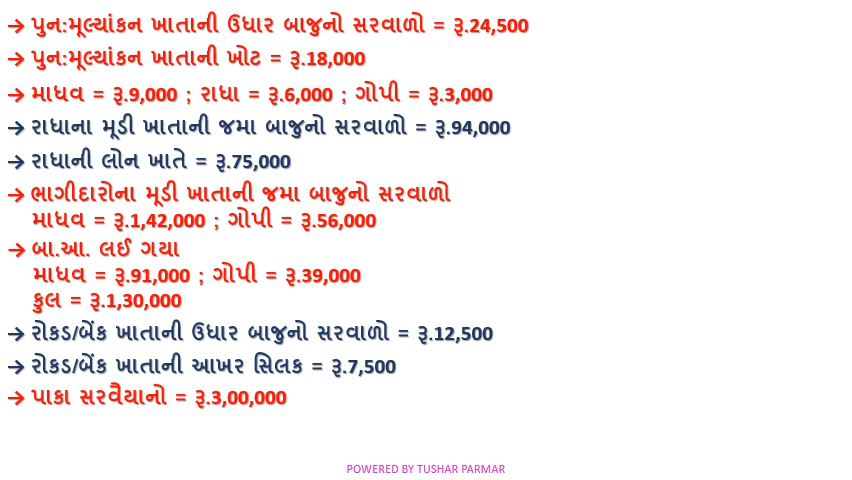 → પુન:મૂલ્યાંકન ખાતાની ઉધાર બાજુનો સરવાળો = રૂ.24,500
→ પુન:મૂલ્યાંકન ખાતાની ખોટ = રૂ.18,000
→ માધવ = રૂ.9,000 ; રાધા = રૂ.6,000 ; ગોપી = રૂ.3,000
→ રાધાના મૂડી ખાતાની જમા બાજુનો સરવાળો = રૂ.94,000
→ રાધાની લોન ખાતે = રૂ.75,000
→ ભાગીદારોના મૂડી ખાતાની જમા બાજુનો સરવાળો
માધવ = રૂ.1,42,000 ; ગોપી = રૂ.56,000
→ બા.આ. લઈ ગયા
માધવ = રૂ.91,000 ; ગોપી = રૂ.39,000
કુલ = રૂ.1,30,000
→ રોકડ/બેંક ખાતાની ઉધાર બાજુનો સરવાળો = રૂ.12,500
→ રોકડ/બેંક ખાતાની આખર સિલક = રૂ.7,500
→ પાકા સરવૈયાનો = રૂ.3,00,000
POWERED BY TUSHAR PARMAR